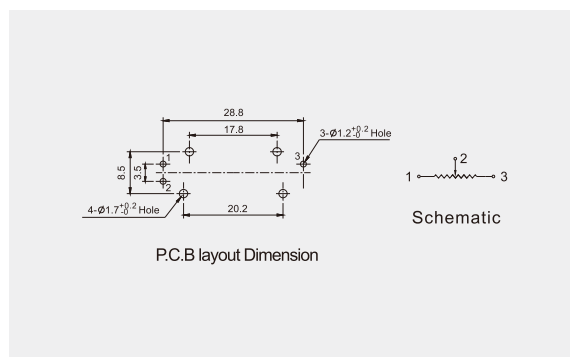 28.8
17.8
3-Ø1.2+0.2 -0 Hole
1
3
8.5
3.5
2
4-Ø1.7+0.2 -0 Hole
20.2
P.C.B layout Dimension
2
1
3
Schematic